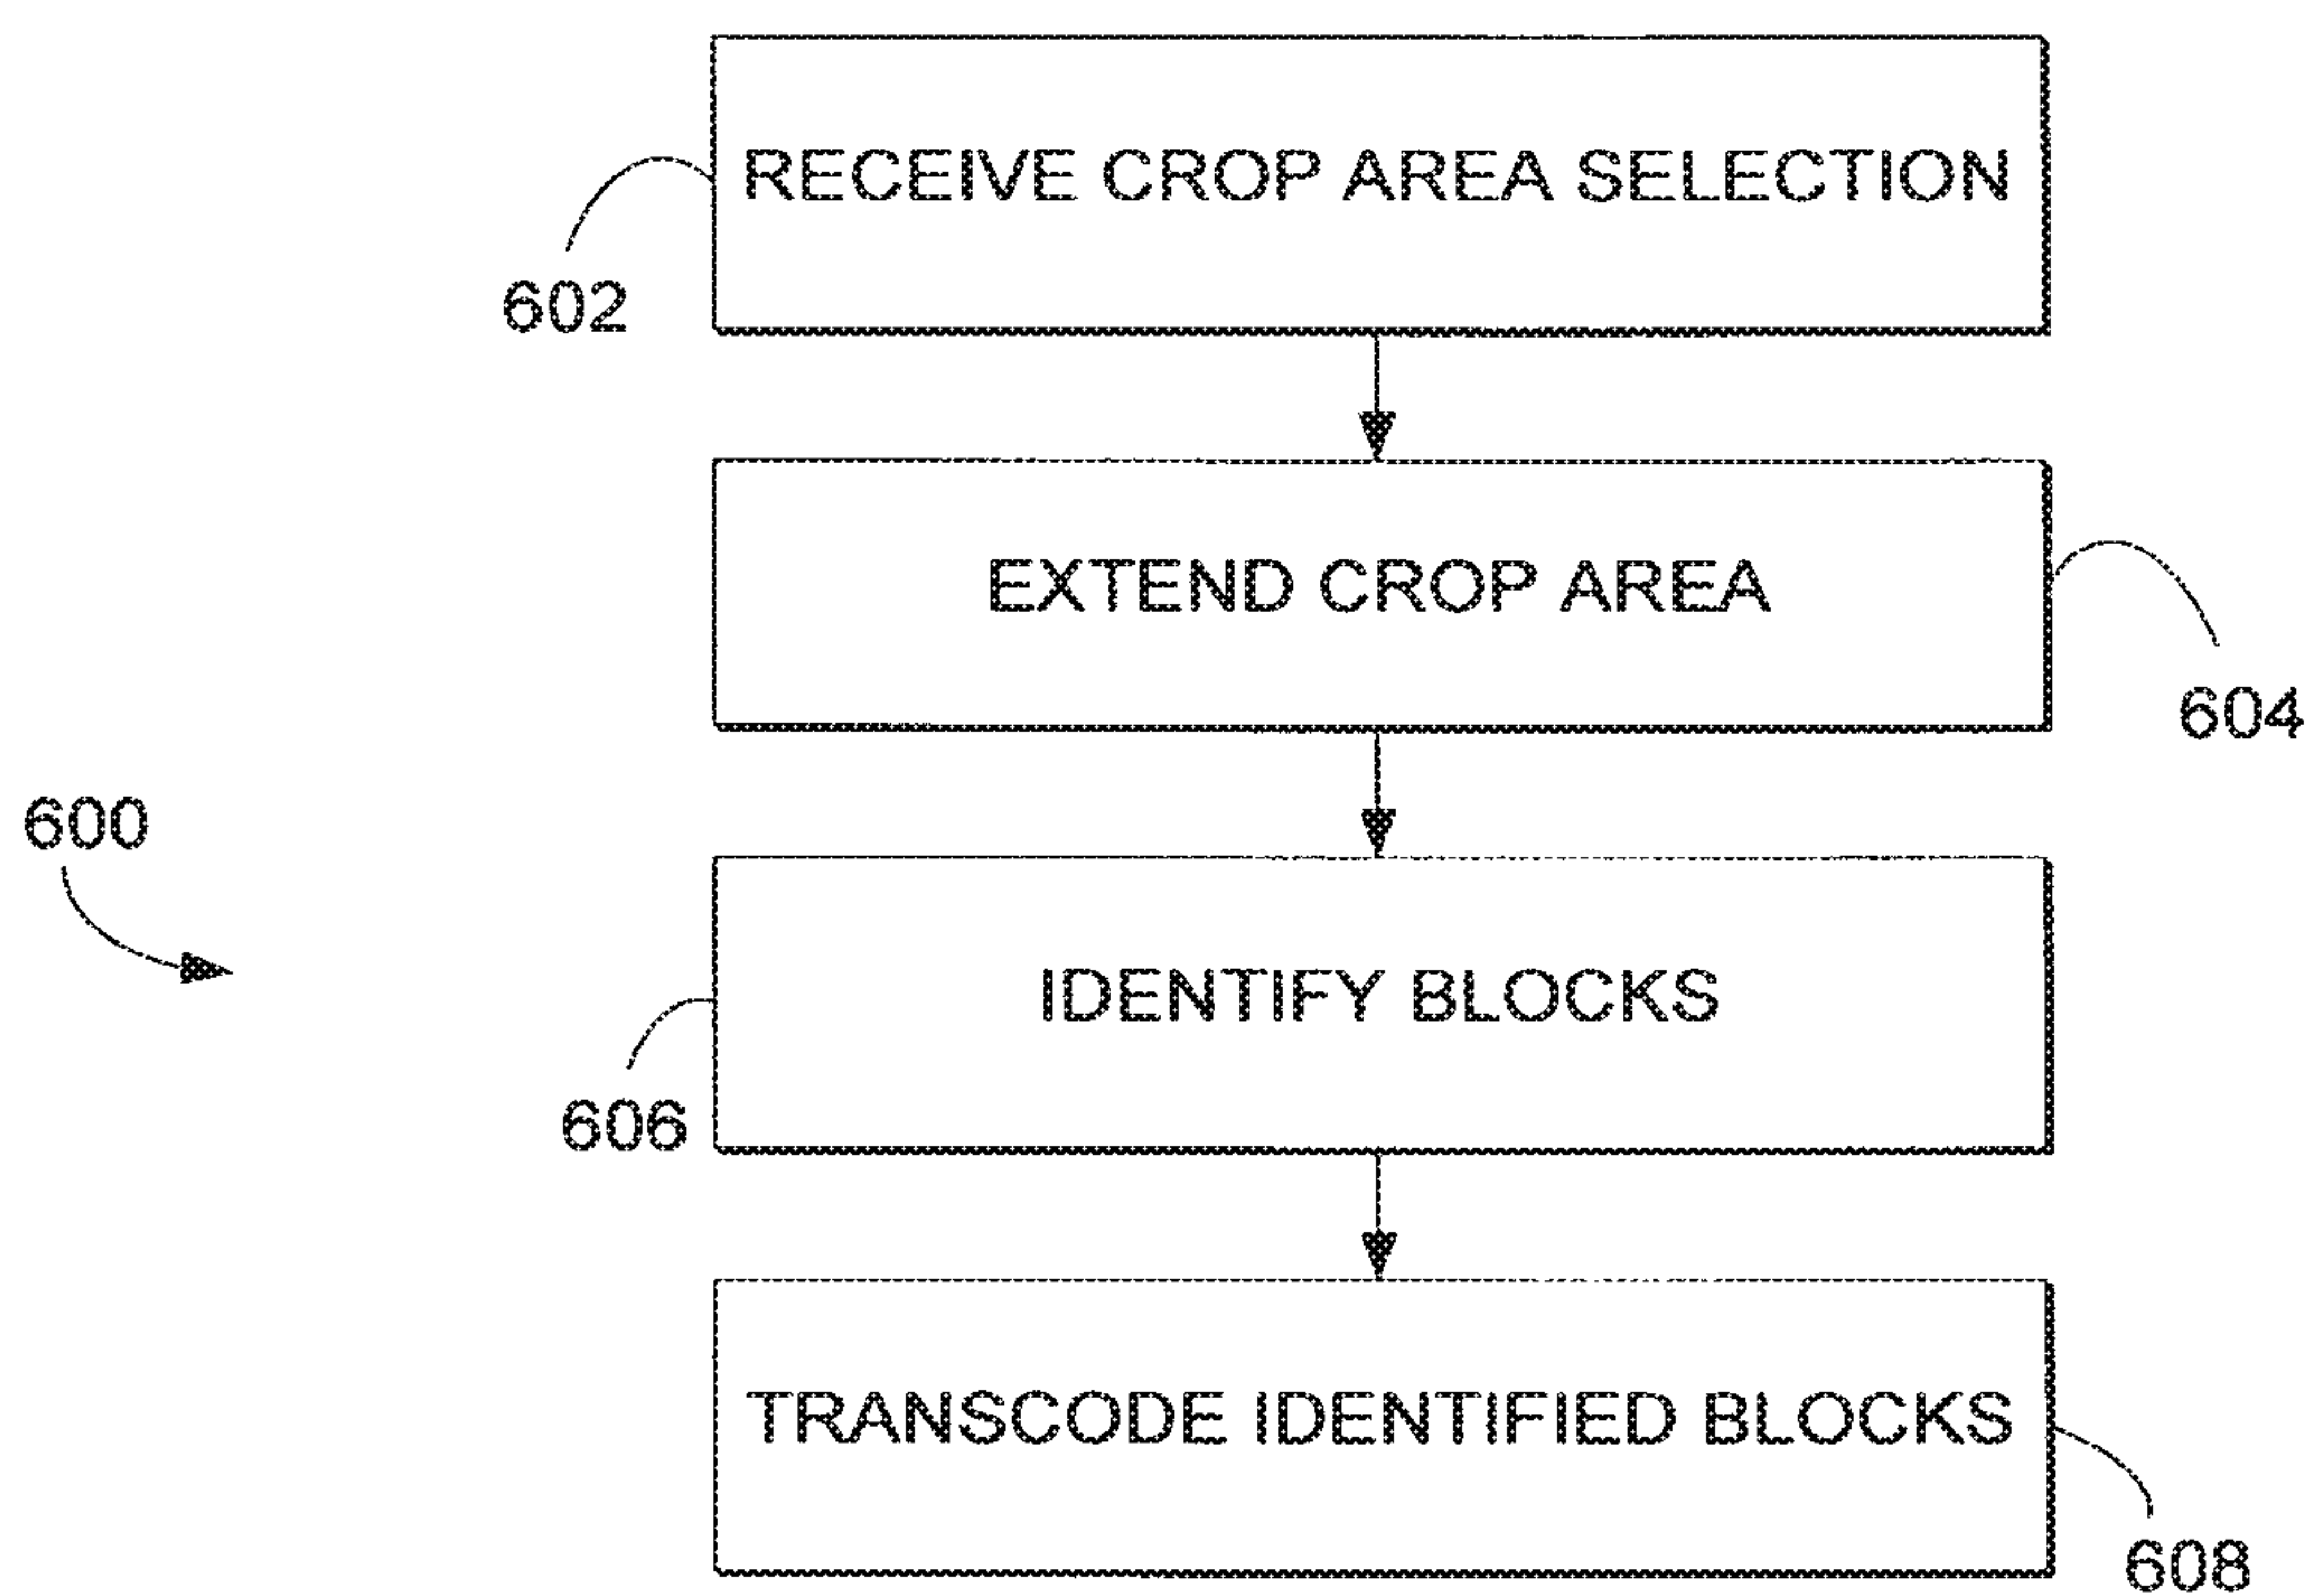 RECEIVE CROP AREA SELECTION
602
EXTEND CROP AREA
604
600
IDENTIFY BLOCKS
606
TRANSCODE IDENTIFIED BLOCKS
608